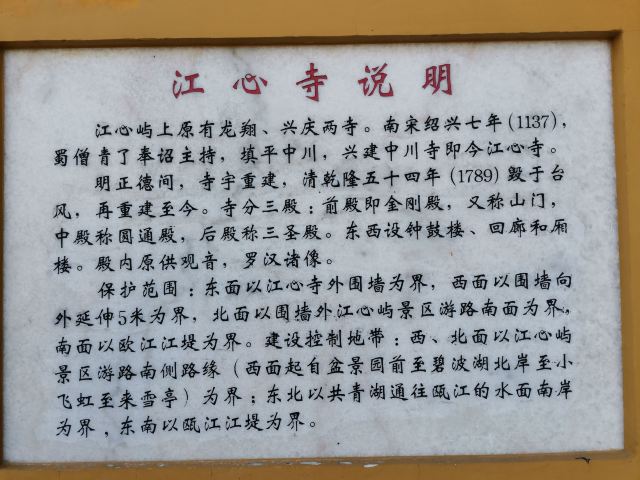 江心寺说明
江心屿上原有龙翔、兴庆两寺。南宋绍兴七年(1137),
蜀僧青了奉诏主持，填平中川，兴建中川寺即今江心寺。
明正德间，寺宇重建，清乾隆五十四年(1789)毁于台
风，再重建至今。寺分三殿：前殿即金刚殿，又称山门，
中殿称圆通殿，后殿称三圣殿。东西设钟鼓楼、回廊和厢
楼。殿内原供观音，罗汉诸像。
保护范围：东面以江心寺外围墙为界，西面以围墙向
外延伸5米为界，北面以围墙外江心屿景区游路南面为界，
南面以欧江江堤为界。建设控制地带：西、北面以江心屿
景区游路南侧路缘（西面起自盆景园前至碧波湖北岸至小
飞虹至来雪亭）为界；东北以共青湖通往瓯江的水面南岸
为界，东南以瓯江江堤为界。